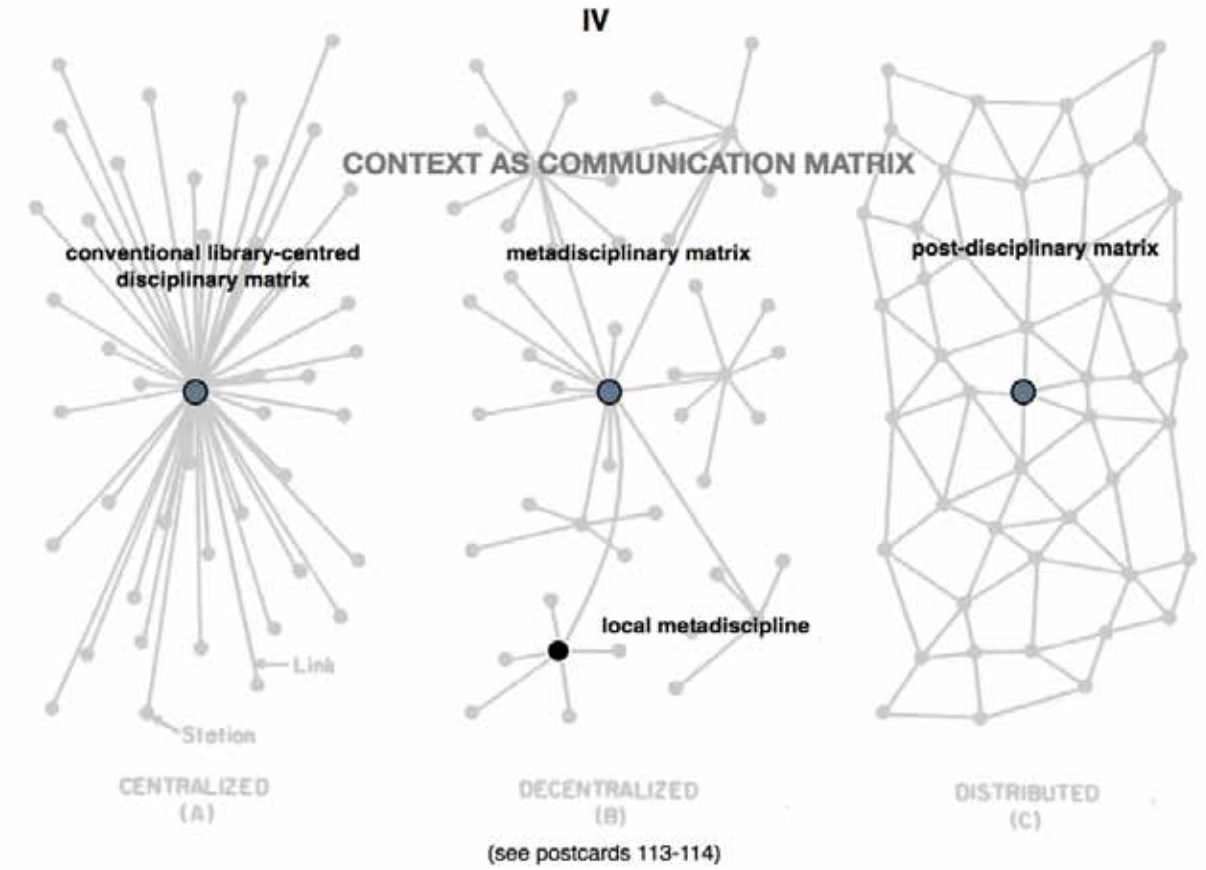 IV
CONTEXT AS COMMUNICATION MATRIX
conventional library-centred
disciplinary matrix
metadisciplinary matrix
post-disciplinary matrix
local metadiscipline
Link
Station
CENTRALIZED
(A)
DECENTRALIZED
(B)
DISTRIBUTED
(C)
(see postcards 113-114)